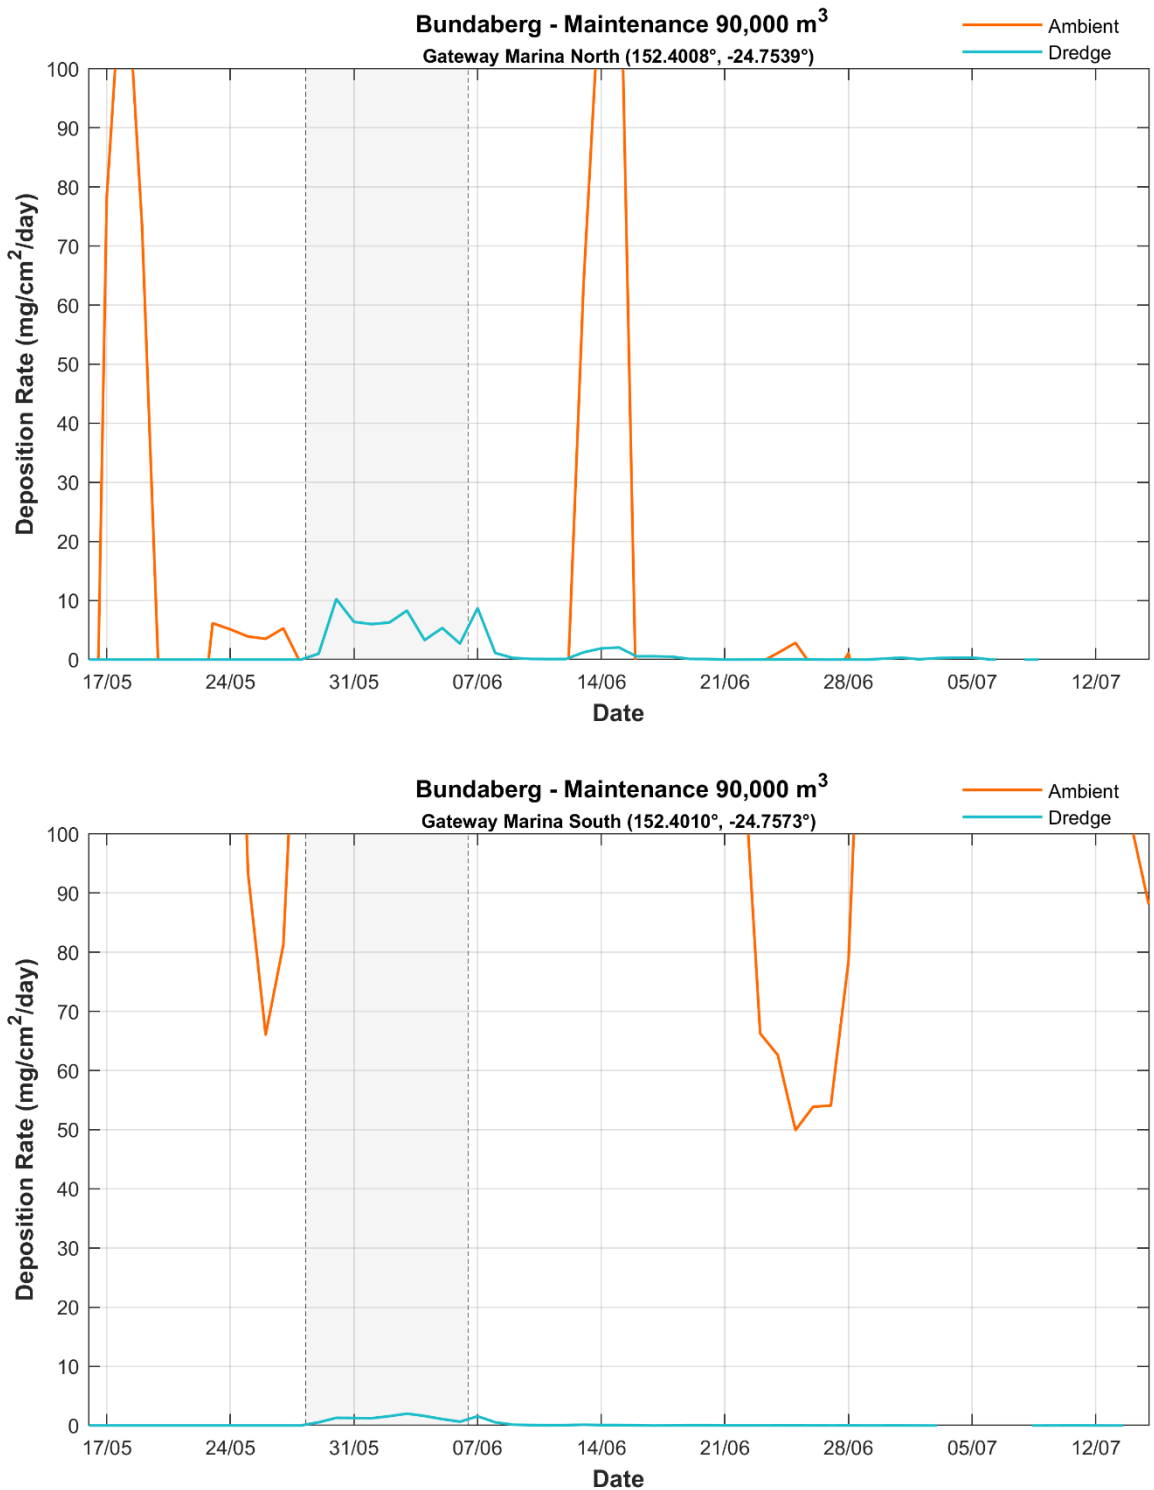 Bundaberg - Maintenance 90,000 m³
Gateway Marina North (152.4008°, -24.7539°)
Ambient
Dredge
Deposition Rate (mg/cm²/day)
100
90
80
70
60
50
40
30
20
10
0
17/05 24/05 31/05 07/06 14/06 21/06 28/06 05/07 12/07
Date
Bundaberg - Maintenance 90,000 m³
Gateway Marina South (152.4010°, -24.7573°)
Ambient
Dredge
Deposition Rate (mg/cm²/day)
100
90
80
70
60
50
40
30
20
10
0
17/05 24/05 31/05 07/06 14/06 21/06 28/06 05/07 12/07
Date